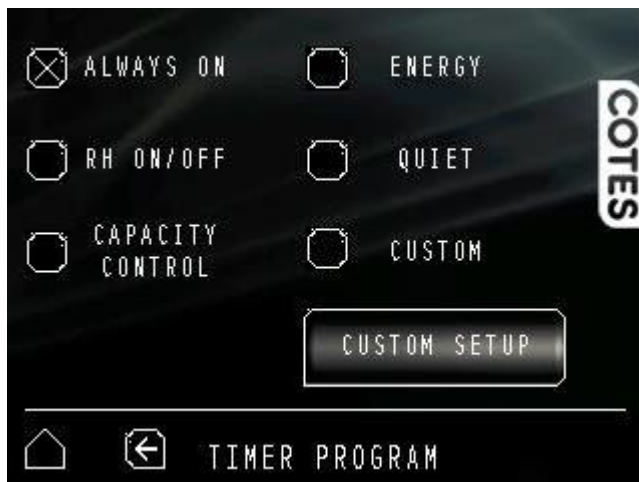 ALWAYS ON
ENERGY
RH ON/OFF
QUIET
CAPACITY
CONTROL
CUSTOM
CUSTOM SETUP
TIMER PROGRAM
COTES